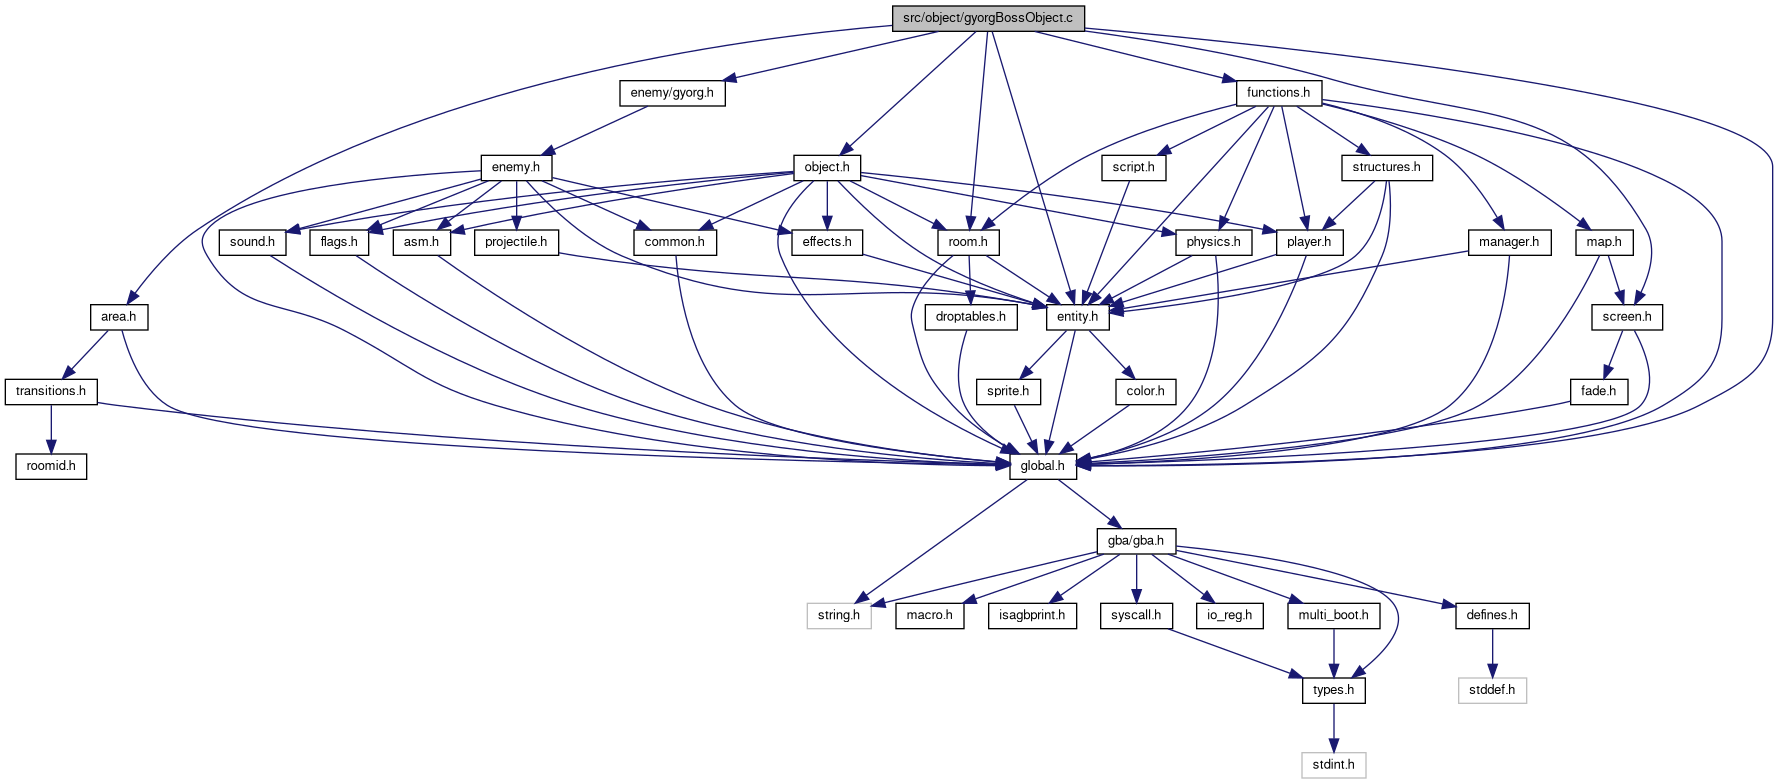 src/object/gyorgBossObject.c
enemy/gyorg.h
functions.h
enemy.h
object.h
script.h
structures.h
sound.h
flags.h
asm.h
projectile.h
common.h
effects.h
room.h
physics.h
player.h
manager.h
map.h
area.h
droptables.h
entity.h
screen.h
transitions.h
sprite.h
color.h
fade.h
roomid.h
global.h
gba/gba.h
string.h
macro.h
isagbprint.h
syscall.h
io_reg.h
multi_boot.h
defines.h
types.h
stddef.h
stdint.h